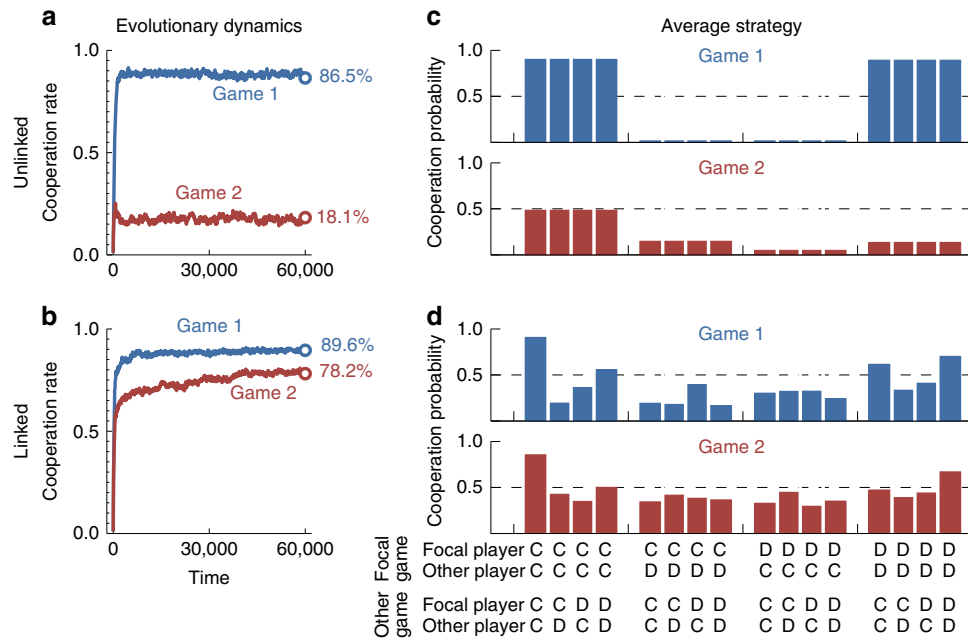 a
Evolutionary dynamics
Unlinked
Cooperation rate
1.0
0.5
0.0
Game 1
86.5%
Game 2
18.1%
0
30,000
60,000
b
Linked
Cooperation rate
1.0
0.5
0.0
Game 1
89.6%
78.2%
Game 2
0
30,000
60,000
Time
c
Average strategy
Cooperation probability
1.0
0.5
Game 1
1.0
0.5
Game 2
d
Cooperation probability
1.0
0.5
Game 1
1.0
0.5
Game 2
Focal game
Focal player C C C C C C C C D D D D D D D D
Other player C C C C D D D D C C C C D D D D
Other game
Focal player C C D D C C D D C C D D C C D D
Other player C D C D C D C D C D C D C D C D